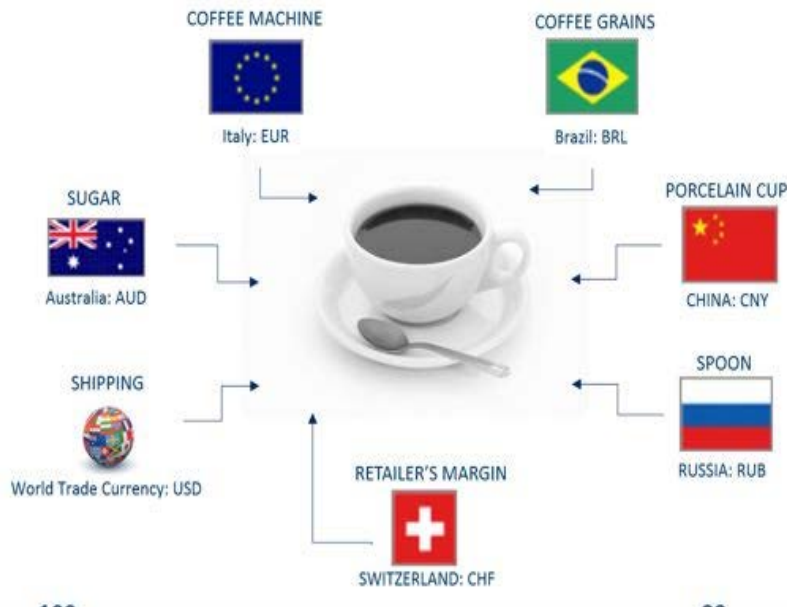 COFFEE MACHINE
COFFEE GRAINS
Italy: EUR
Brazil: BRL
SUGAR
PORCELAIN CUP
Australia: AUD
CHINA: CNY
SHIPPING
SPOON
World Trade Currency: USD
RUSSIA: RUB
RETAILER'S MARGIN
SWITZERLAND: CHF